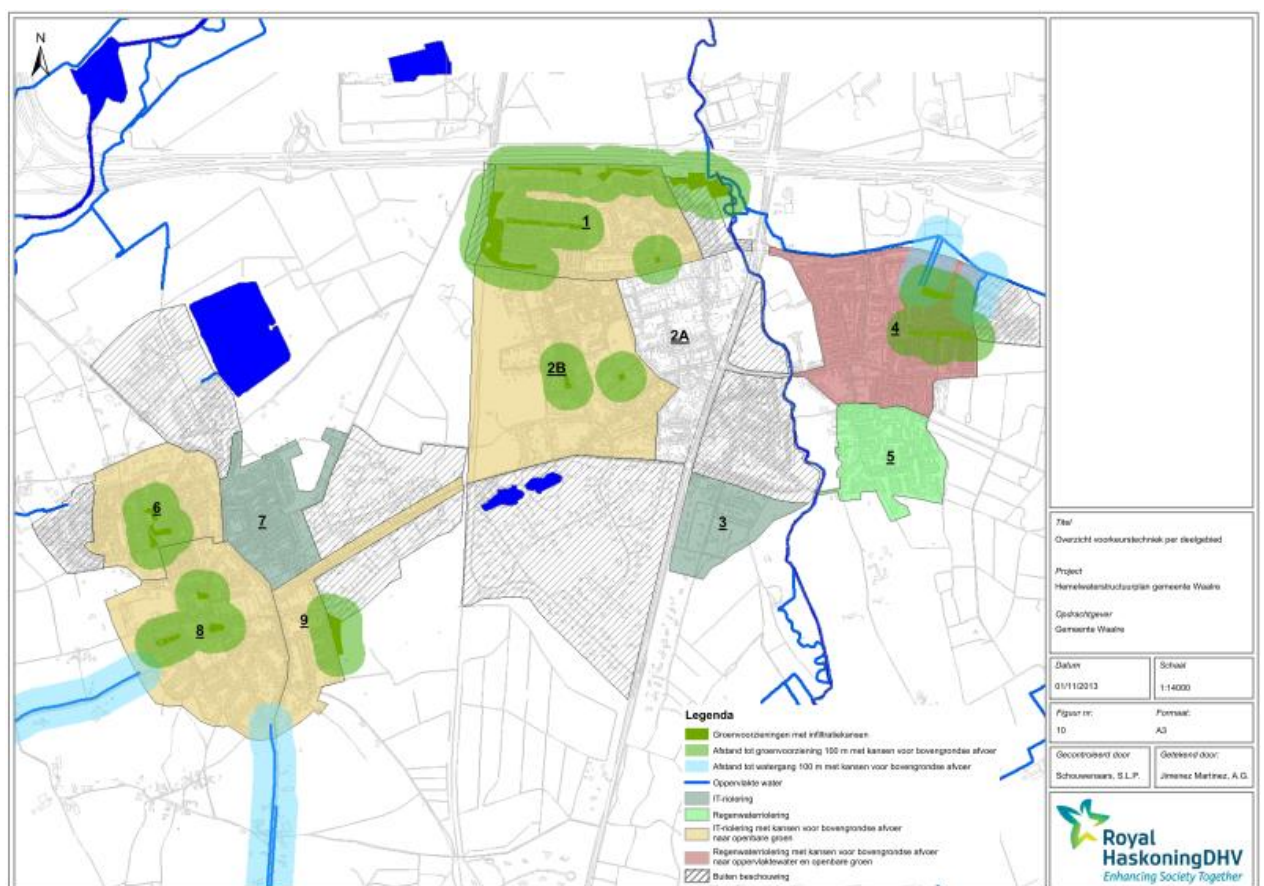 N
1
2A
2B
4
5
3
6
7
8
9
Legenda
Groenvoorzieningen met infiltratiekansen
Afstand tot groenvoorziening 100 m met kansen voor bovengrondse afvoer
Afstand tot watergang 100 m met kansen voor bovengrondse afvoer
Oppervlakte water
IT-riolering
Regenwaterriolering
IT-riolering met kansen voor bovengrondse afvoer
naar openbare groen
Regenwaterriolering met kansen voor bovengrondse afvoer
naar oppervlaktewater en openbare groen
Buiten beschouwing
Titel
Overzicht voorkeurstechniek per deelgebied
Project
Hemelwaterstructuurplan gemeente Waalre
Opdrachtgever
Gemeente Waalre
Datum
01/11/2013
Schaal
1:14000
Figuur nr:
10
Formaat:
A3
Gecontroleerd door
Schouwenaars, S.L.P.
Getekend door:
Jimenez Martinez, A.G.
Royal
HaskoningDHV
Enhancing Society Together